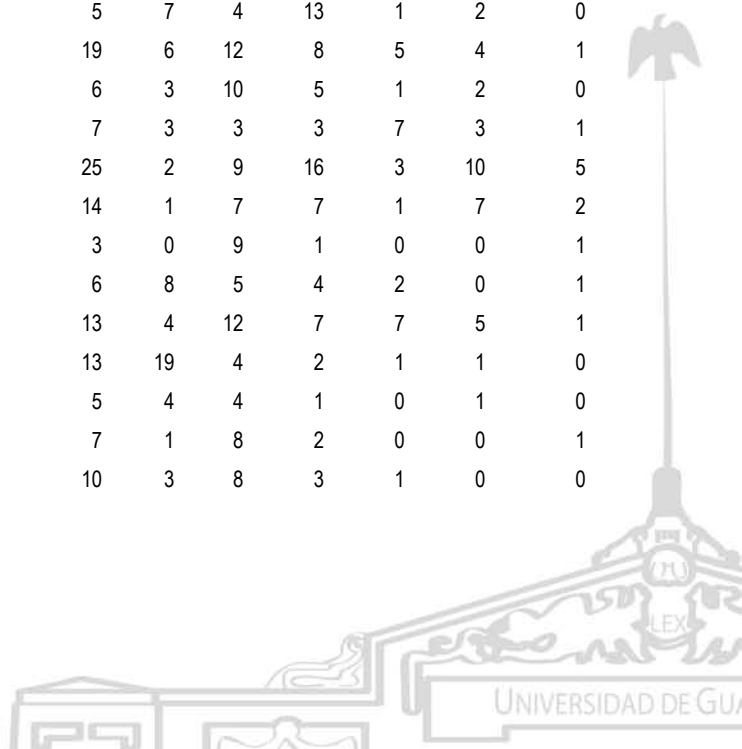 5 7 4 13 1 2 0
19 6 12 8 5 4 1
6 3 10 5 1 2 0
7 3 3 3 7 3 1
25 2 9 16 3 10 5
14 1 7 7 1 7 2
3 0 9 1 0 0 1
6 8 5 4 2 0 1
13 4 12 7 7 5 1
13 19 4 2 1 1 0
5 4 4 1 0 1 0
7 1 8 2 0 0 1
10 3 8 3 1 0 0
LEX
UNIVERSIDAD DE GUA